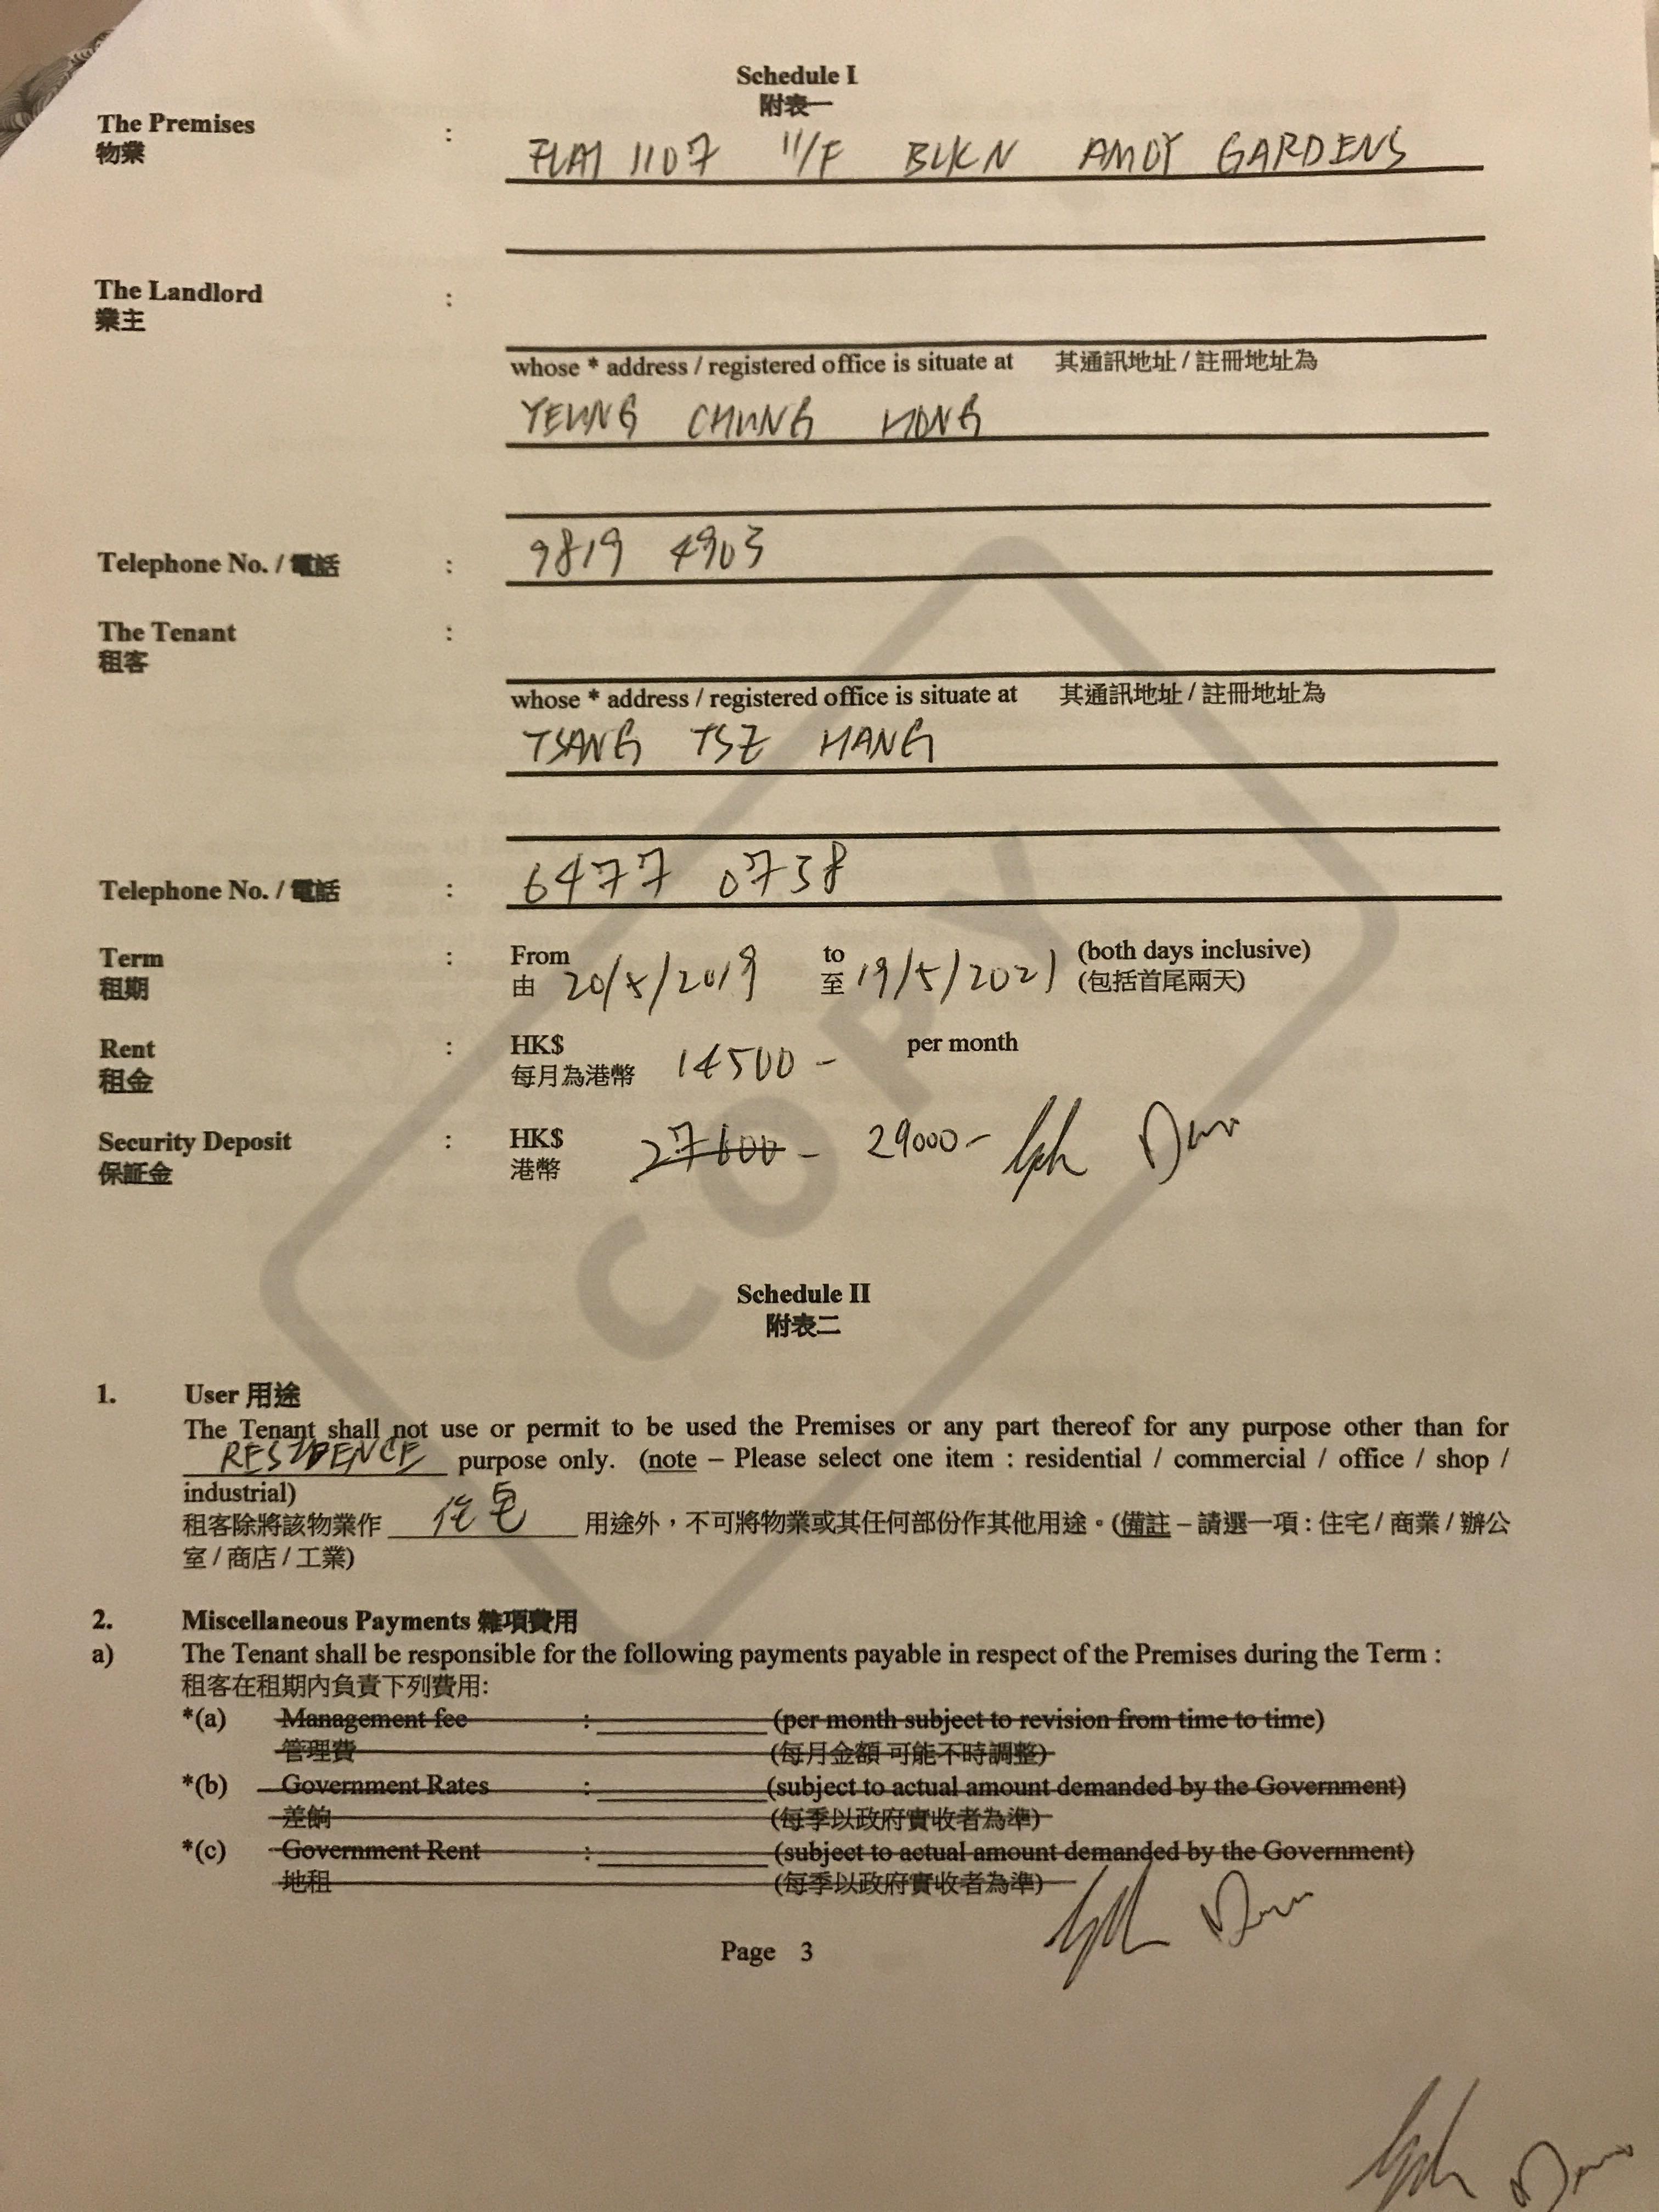 Schedule I
附表一
The Premises : FLAT 1107 11/F BLK N AMOY GARDENS
物業
The Landlord :
業主
whose * address / registered office is situate at 其通訊地址 / 註冊地址為
YEUNG CHUNG HONG
Telephone No. / 電話 : 9819 4903
The Tenant :
租客
whose * address / registered office is situate at 其通訊地址 / 註冊地址為
TSANG TSZ HANG
Telephone No. / 電話 : 6477 0738
Term : From to (both days inclusive)
租期 由 20/5/2019 至 19/5/2021 (包括首尾兩天)
Rent : HK$ 14500 - per month
租金 每月為港幣
Security Deposit : HK$ 27600 - 29000 -
保証金 港幣
COPY
Schedule II
附表二
1. User 用途
The Tenant shall not use or permit to be used the Premises or any part thereof for any purpose other than for
RESIDENCE purpose only. (note – Please select one item : residential / commercial / office / shop /
industrial)
租客除將該物業作 住宅 用途外，不可將物業或其任何部份作其他用途。(備註 – 請選一項 : 住宅 / 商業 / 辦公
室 / 商店 / 工業)
2. Miscellaneous Payments 雜項費用
a) The Tenant shall be responsible for the following payments payable in respect of the Premises during the Term :
租客在租期內負責下列費用:
*(a) Management fee : (per month subject to revision from time to time)
管理費 (每月金額 可能不時調整)
*(b) Government Rates : (subject to actual amount demanded by the Government)
差餉 (每季以政府實收者為準)
*(c) Government Rent : (subject to actual amount demanded by the Government)
地租 (每季以政府實收者為準)
Page 3